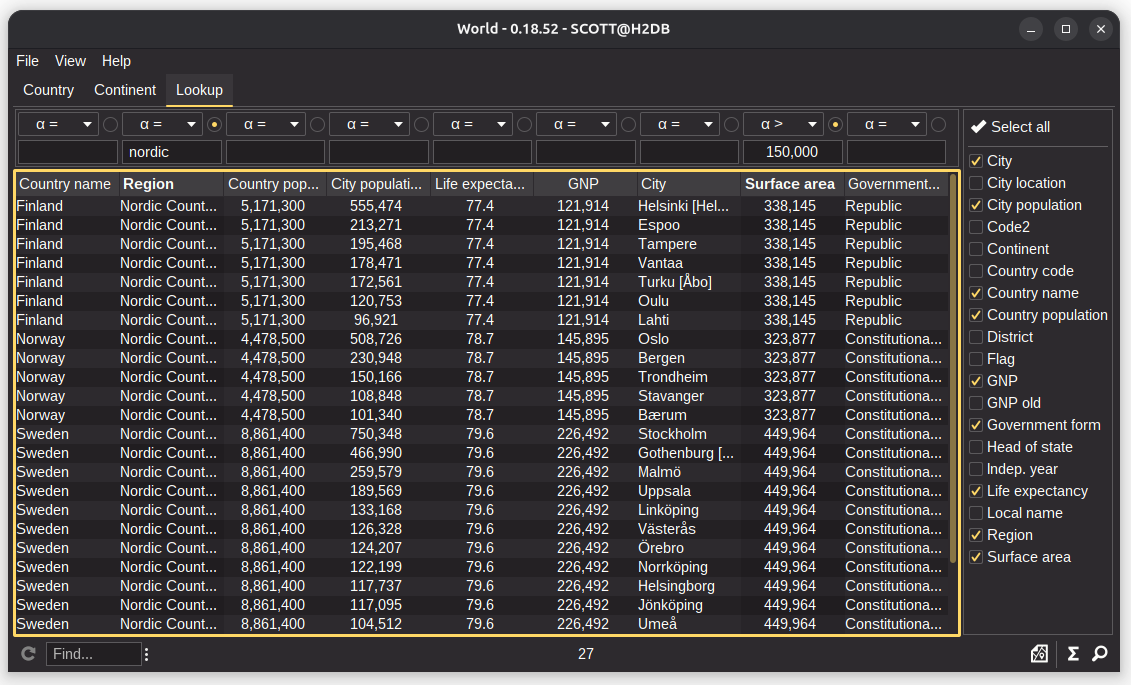 World - 0.18.52 - SCOTT@H2DB
File View Help
Country Continent Lookup
α = α = α = α = α = α = α = α > α =
nordic 150,000
Country name Region Country pop... City populati... Life expecta... GNP City Surface area Government...
Finland Nordic Count... 5,171,300 555,474 77.4 121,914 Helsinki [Hel... 338,145 Republic
Finland Nordic Count... 5,171,300 213,271 77.4 121,914 Espoo 338,145 Republic
Finland Nordic Count... 5,171,300 195,468 77.4 121,914 Tampere 338,145 Republic
Finland Nordic Count... 5,171,300 178,471 77.4 121,914 Vantaa 338,145 Republic
Finland Nordic Count... 5,171,300 172,561 77.4 121,914 Turku [Åbo] 338,145 Republic
Finland Nordic Count... 5,171,300 120,753 77.4 121,914 Oulu 338,145 Republic
Finland Nordic Count... 5,171,300 96,921 77.4 121,914 Lahti 338,145 Republic
Norway Nordic Count... 4,478,500 508,726 78.7 145,895 Oslo 323,877 Constitutiona...
Norway Nordic Count... 4,478,500 230,948 78.7 145,895 Bergen 323,877 Constitutiona...
Norway Nordic Count... 4,478,500 150,166 78.7 145,895 Trondheim 323,877 Constitutiona...
Norway Nordic Count... 4,478,500 108,848 78.7 145,895 Stavanger 323,877 Constitutiona...
Norway Nordic Count... 4,478,500 101,340 78.7 145,895 Bærum 323,877 Constitutiona...
Sweden Nordic Count... 8,861,400 750,348 79.6 226,492 Stockholm 449,964 Constitutiona...
Sweden Nordic Count... 8,861,400 466,990 79.6 226,492 Gothenburg [... 449,964 Constitutiona...
Sweden Nordic Count... 8,861,400 259,579 79.6 226,492 Malmö 449,964 Constitutiona...
Sweden Nordic Count... 8,861,400 189,569 79.6 226,492 Uppsala 449,964 Constitutiona...
Sweden Nordic Count... 8,861,400 133,168 79.6 226,492 Linköping 449,964 Constitutiona...
Sweden Nordic Count... 8,861,400 126,328 79.6 226,492 Västerås 449,964 Constitutiona...
Sweden Nordic Count... 8,861,400 124,207 79.6 226,492 Örebro 449,964 Constitutiona...
Sweden Nordic Count... 8,861,400 122,199 79.6 226,492 Norrköping 449,964 Constitutiona...
Sweden Nordic Count... 8,861,400 117,737 79.6 226,492 Helsingborg 449,964 Constitutiona...
Sweden Nordic Count... 8,861,400 117,095 79.6 226,492 Jönköping 449,964 Constitutiona...
Sweden Nordic Count... 8,861,400 104,512 79.6 226,492 Umeå 449,964 Constitutiona...
Select all
City
City location
City population
Code2
Continent
Country code
Country name
Country population
District
Flag
GNP
GNP old
Government form
Head of state
Indep. year
Life expectancy
Local name
Region
Surface area
Find... 27 Σ